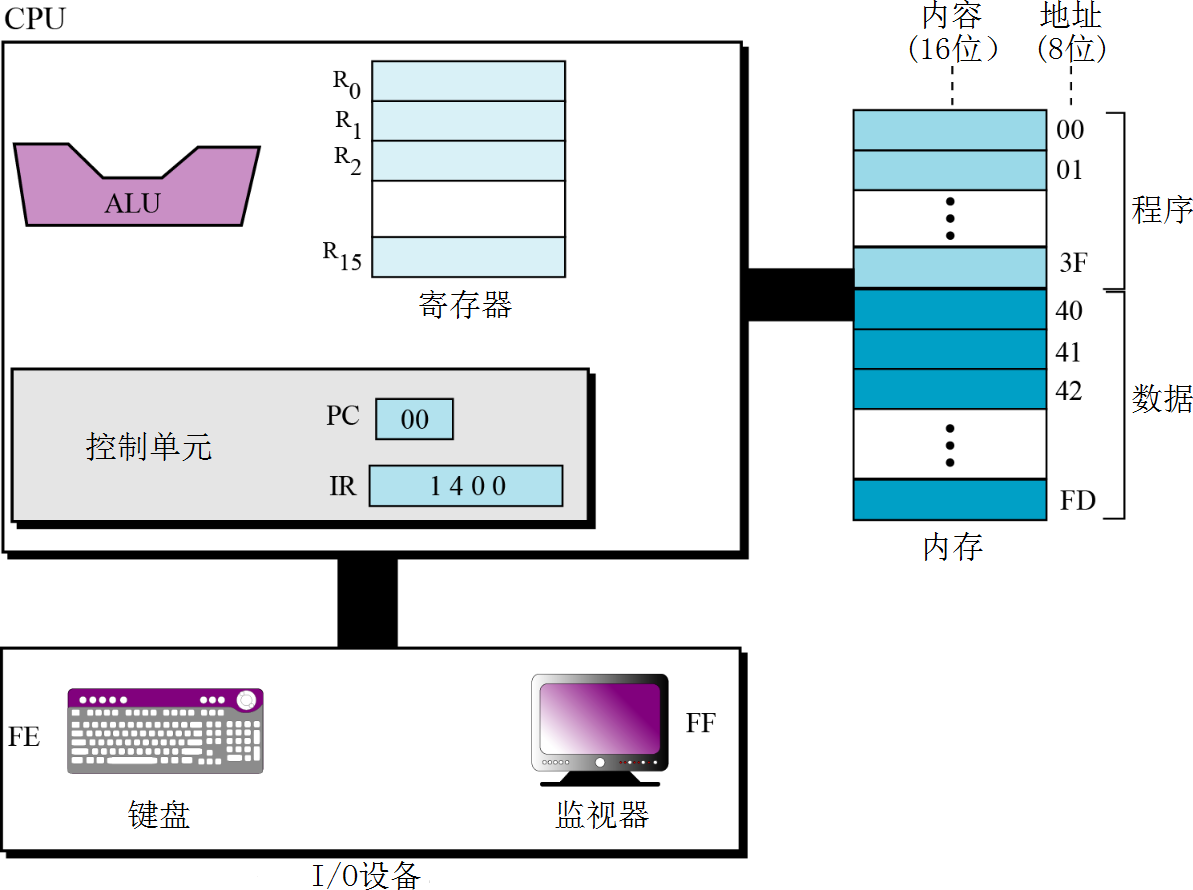 CPU
内容 地址
(16位) (8位)
R0
R1
R2
R15
寄存器
ALU
控制单元
PC 00
IR 1400
00
01
3F
程序
40
41
42
FD
数据
内存
FE
键盘
FF
监视器
I/O设备